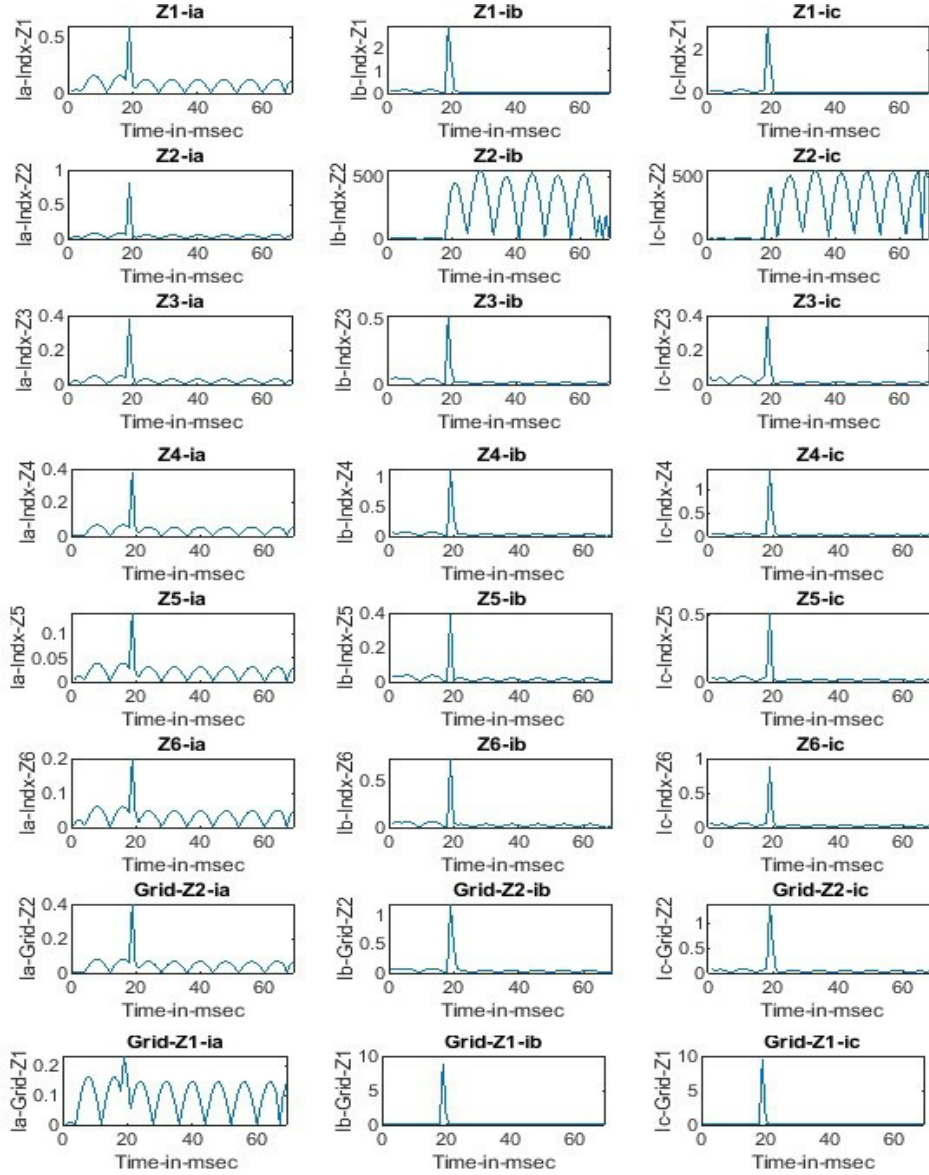 Z1-ia Z1-ib Z1-ic
Ia-Indx-Z1 0.5 0 Ib-Indx-Z1 2 1 0 Ic-Indx-Z1 2 0
0 20 40 60 0 20 40 60 0 20 40 60
Time-in-msec Time-in-msec Time-in-msec
Z2-ia Z2-ib Z2-ic
Ia-Indx-Z2 1 0.5 0 Ib-Indx-Z2 500 0 Ic-Indx-Z2 500 0
0 20 40 60 0 20 40 60 0 20 40 60
Time-in-msec Time-in-msec Time-in-msec
Z3-ia Z3-ib Z3-ic
Ia-Indx-Z3 0.2 0 Ib-Indx-Z3 0.5 0 Ic-Indx-Z3 0.4 0.2 0
0 20 40 60 0 20 40 60 0 20 40 60
Time-in-msec Time-in-msec Time-in-msec
Z4-ia Z4-ib Z4-ic
Ia-Indx-Z4 0.4 0.2 0 Ib-Indx-Z4 1 0.5 0 Ic-Indx-Z4 1 0.5 0
0 20 40 60 0 20 40 60 0 20 40 60
Time-in-msec Time-in-msec Time-in-msec
Z5-ia Z5-ib Z5-ic
Ia-Indx-Z5 0.1 0.05 0 Ib-Indx-Z5 0.4 0.2 0 Ic-Indx-Z5 0.5 0
0 20 40 60 0 20 40 60 0 20 40 60
Time-in-msec Time-in-msec Time-in-msec
Z6-ia Z6-ib Z6-ic
Ia-Indx-Z6 0.2 0.1 0 Ib-Indx-Z6 0.5 0 Ic-Indx-Z6 1 0.5 0
0 20 40 60 0 20 40 60 0 20 40 60
Time-in-msec Time-in-msec Time-in-msec
Grid-Z2-ia Grid-Z2-ib Grid-Z2-ic
Ia-Grid-Z2 0.4 0.2 0 Ib-Grid-Z2 1 0.5 0 Ic-Grid-Z2 1 0.5 0
0 20 40 60 0 20 40 60 0 20 40 60
Time-in-msec Time-in-msec Time-in-msec
Grid-Z1-ia Grid-Z1-ib Grid-Z1-ic
Ia-Grid-Z1 0.2 0.1 0 Ib-Grid-Z1 10 5 0 Ic-Grid-Z1 10 5 0
0 20 40 60 0 20 40 60 0 20 40 60
Time-in-msec Time-in-msec Time-in-msec